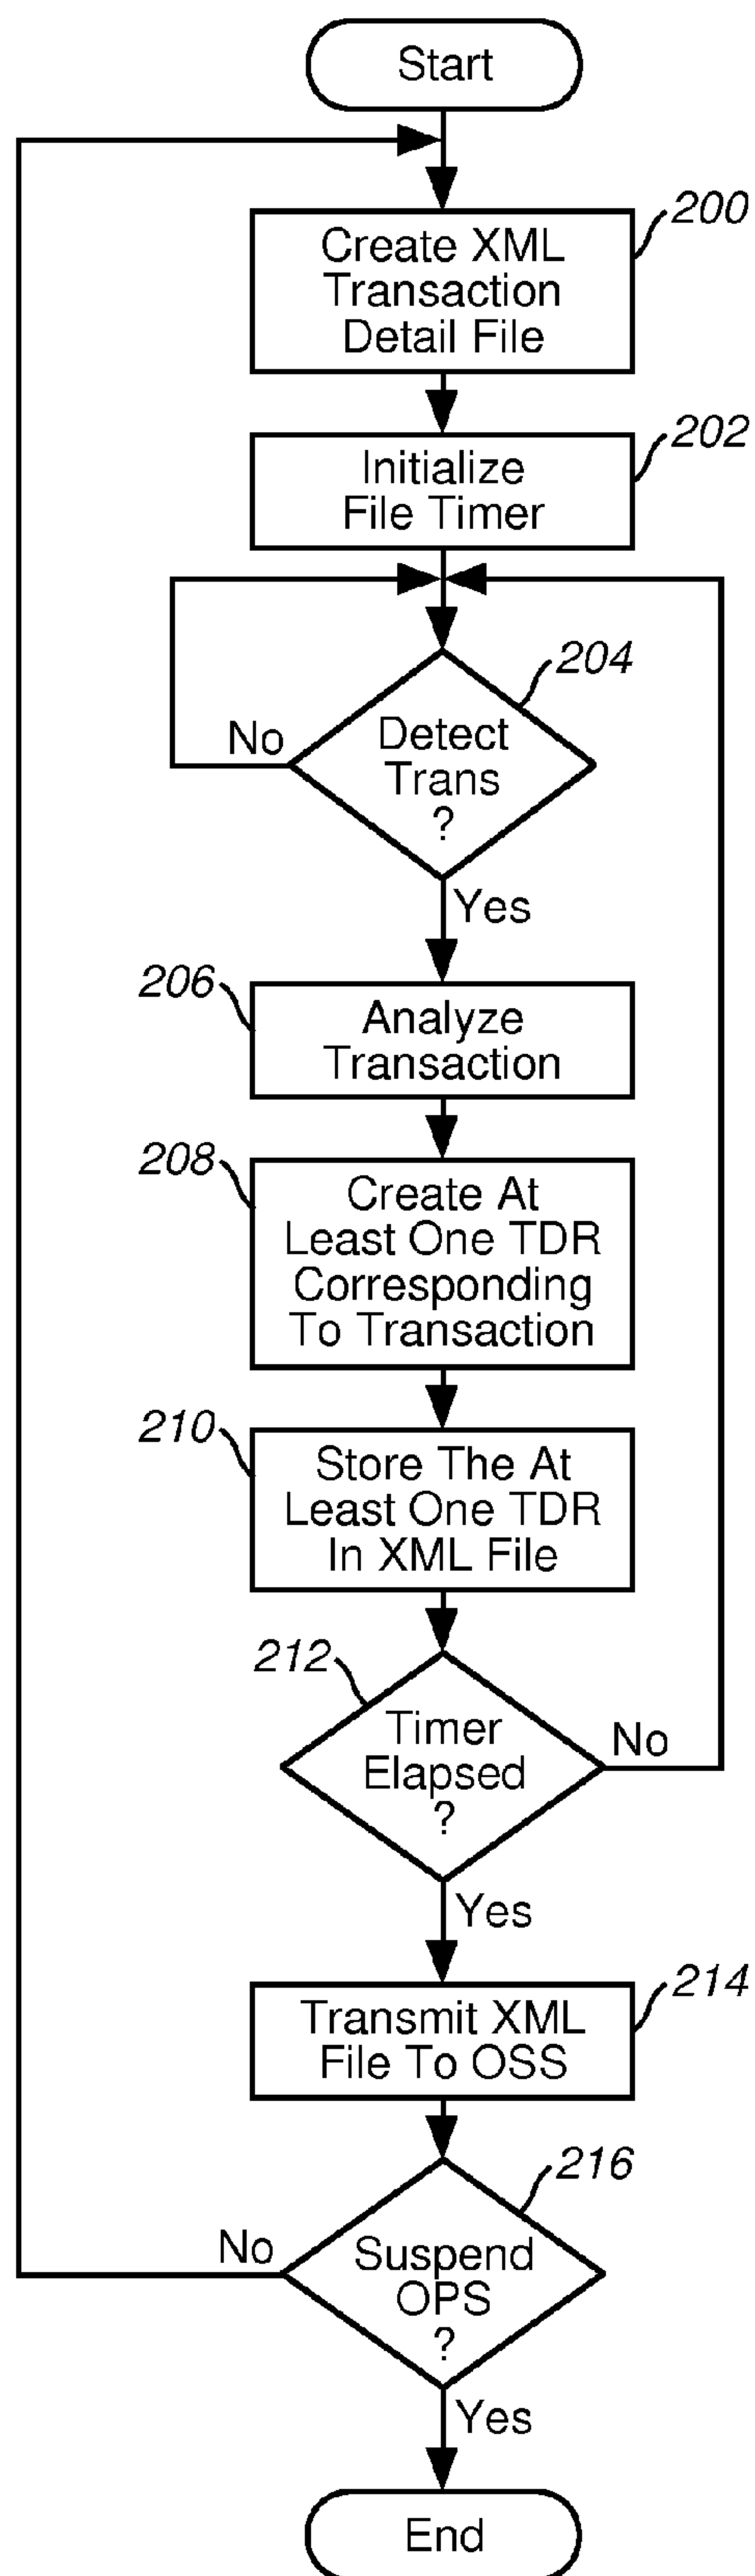 Start
200
Create XML
Transaction
Detail File
202
Initialize
File Timer
204
No
Detect
Trans
?
Yes
206
Analyze
Transaction
208
Create At
Least One TDR
Corresponding
To Transaction
210
Store The At
Least One TDR
In XML File
212
Timer
Elapsed
?
No
Yes
214
Transmit XML
File To OSS
216
No
Suspend
OPS
?
Yes
End